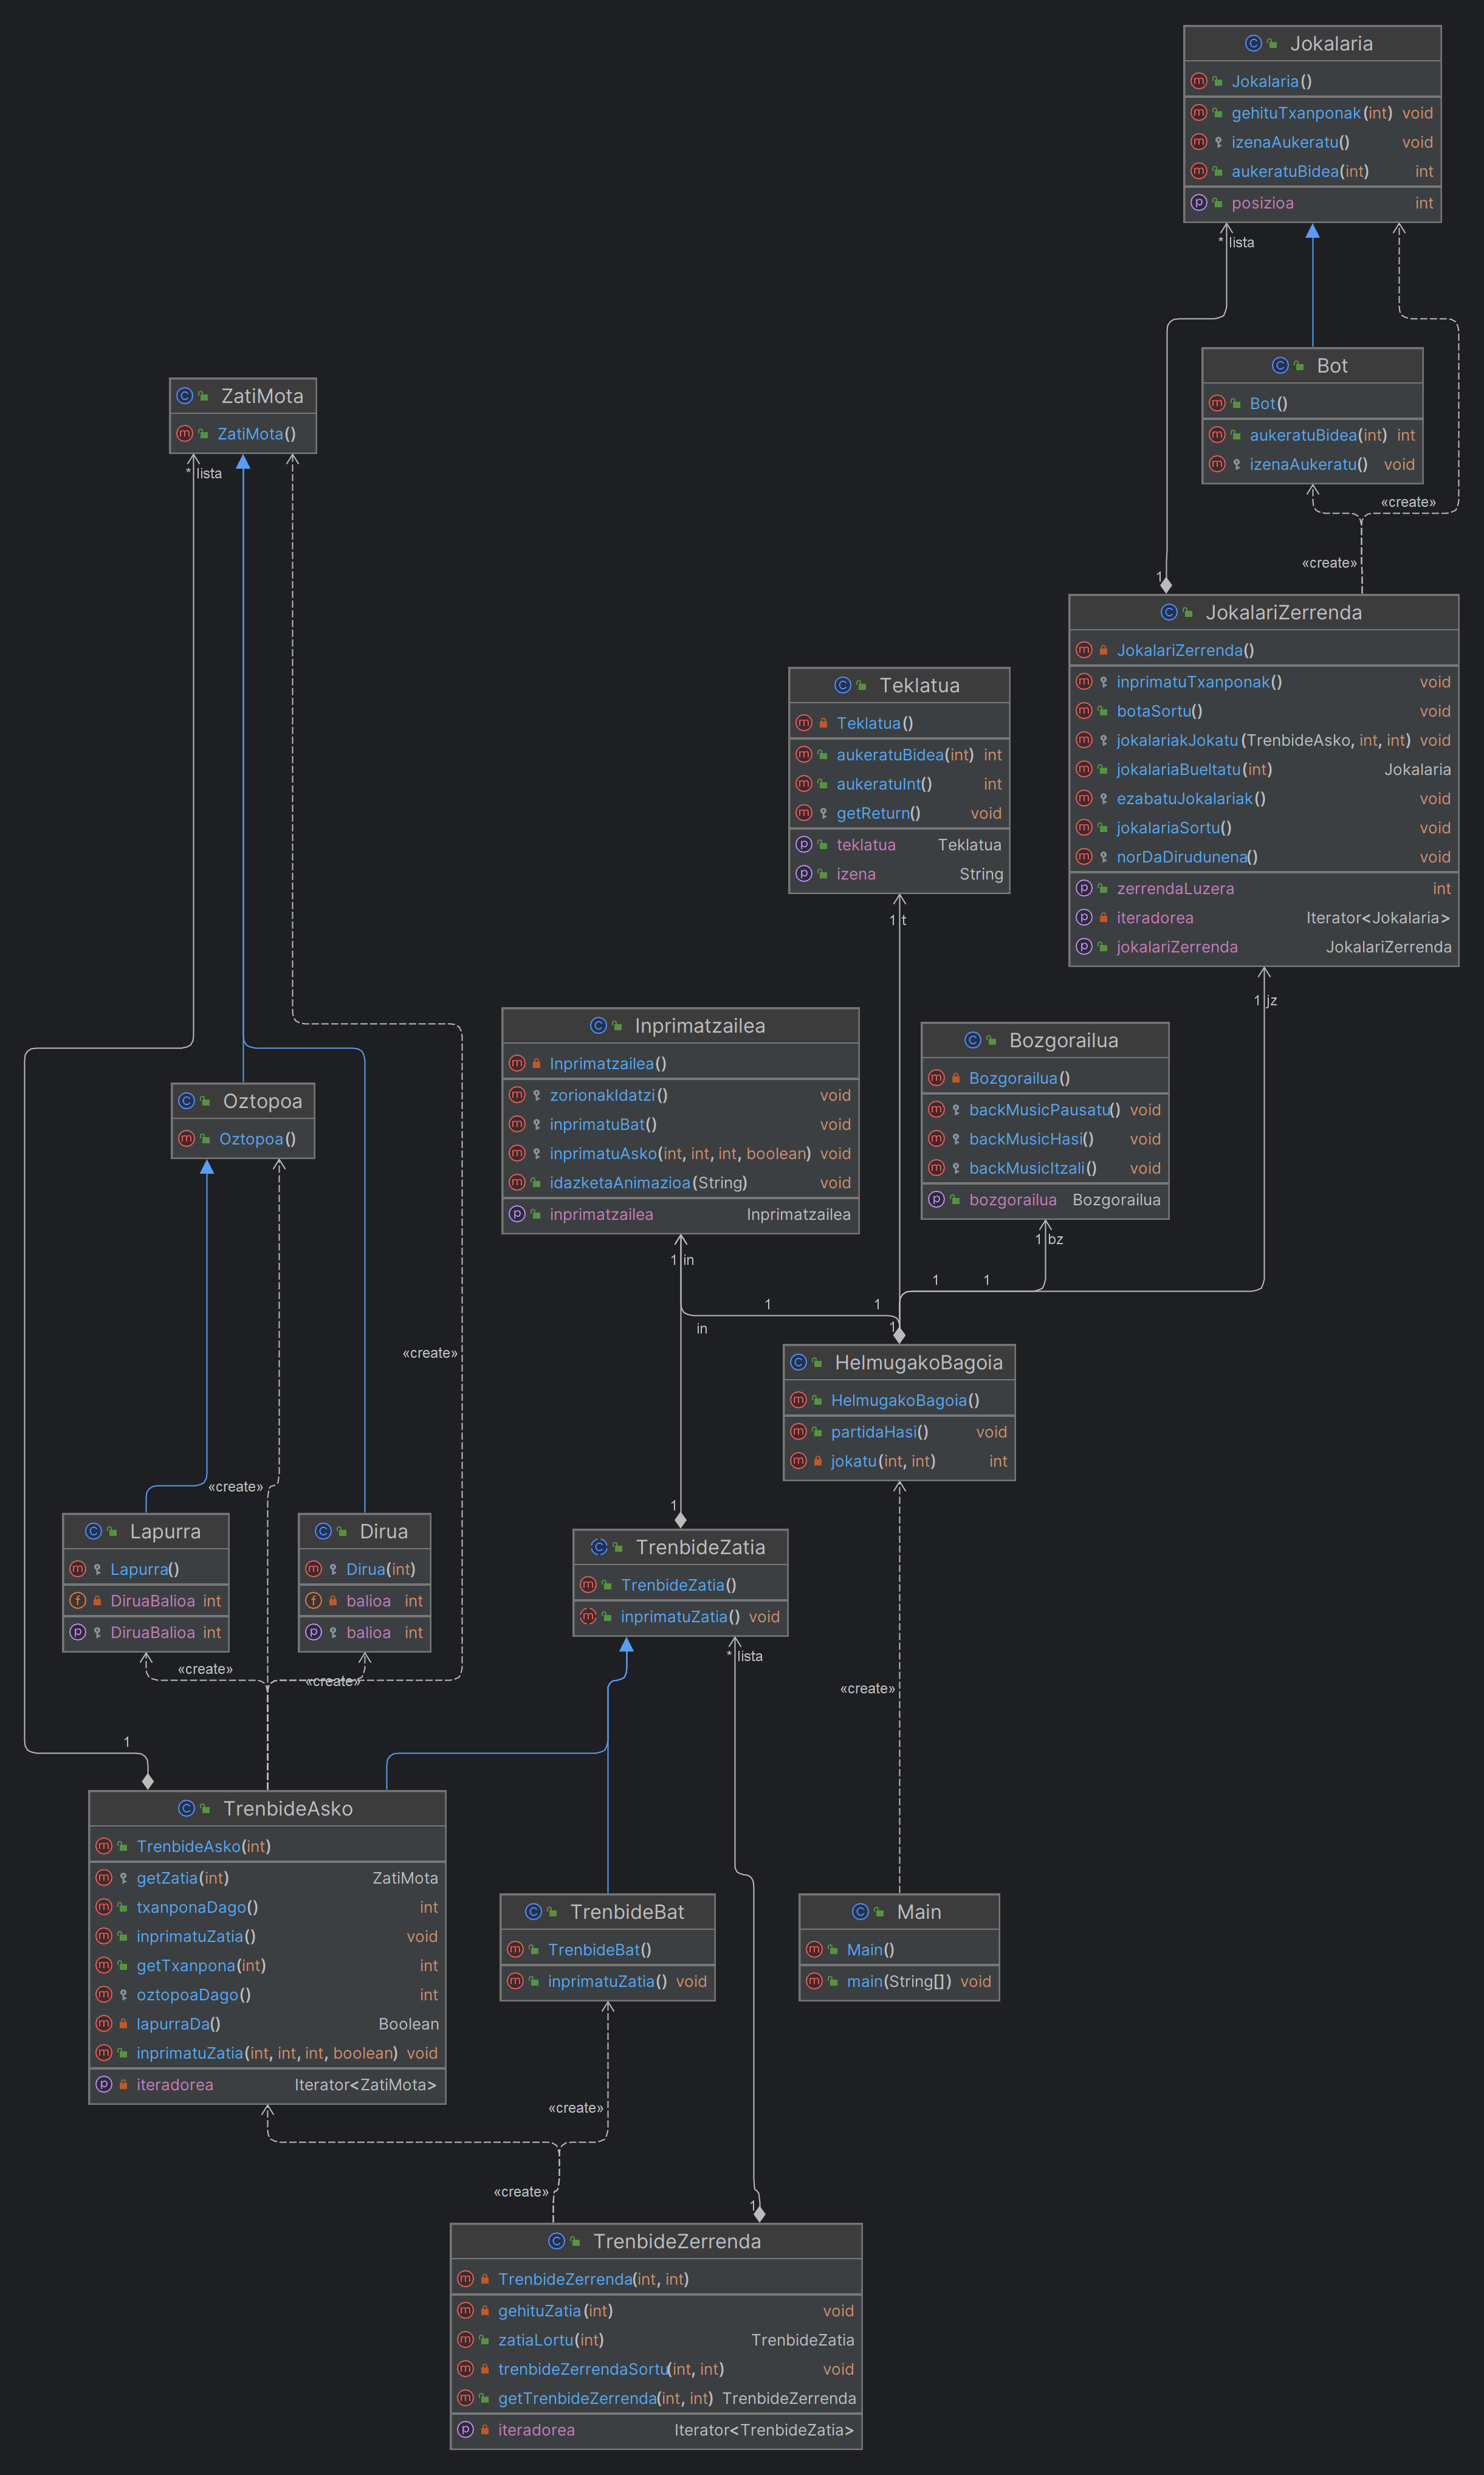 Jokalaria
Jokalaria()
gehituTxanponak(int) void
izenaAukeratu() void
aukeratuBidea(int) int
posizioa int
* lista
Bot
Bot()
aukeratuBidea(int) int
izenaAukeratu() void
«create»
«create»
ZatiMota
ZatiMota()
* lista
1
JokalariZerrenda
JokalariZerrenda()
inprimatuTxanponak() void
botaSortu() void
jokalariakJokatu(TrenbideAsko, int, int) void
jokalariaBueltatu(int) Jokalaria
ezabatuJokalariak() void
jokalariaSortu() void
norDaDirudunena() void
zerrendaLuzera int
iteradorea Iterator<Jokalaria>
jokalariZerrenda JokalariZerrenda
Teklatua
Teklatua()
aukeratuBidea(int) int
aukeratuInt() int
getReturn() void
teklatua Teklatua
izena String
1 t
1 jz
Inprimatzailea
Inprimatzailea()
zorionakIdatzi() void
inprimatuBat() void
inprimatuAsko(int, int, int, boolean) void
idazketaAnimazioa(String) void
inprimatzailea Inprimatzailea
Bozgorailua
Bozgorailua()
backMusicPausatu() void
backMusicHasi() void
backMusicItzali() void
bozgorailua Bozgorailua
Oztopoa
Oztopoa()
1 bz
1 in
1 1
1 1
in
1
HelmugakoBagoia
HelmugakoBagoia()
partidaHasi() void
jokatu(int, int) int
«create»
«create»
Lapurra
Lapurra()
DiruaBalioa int
DiruaBalioa int
Dirua
Dirua(int)
balioa int
balioa int
1
TrenbideZatia
TrenbideZatia()
inprimatuZatia() void
* lista
«create»
«create»
«create»
1
TrenbideAsko
TrenbideAsko(int)
getZatia(int) ZatiMota
txanponaDago() int
inprimatuZatia() void
getTxanpona(int) int
oztopoaDago() int
lapurraDa() Boolean
inprimatuZatia(int, int, int, boolean) void
iteradorea Iterator<ZatiMota>
TrenbideBat
TrenbideBat()
inprimatuZatia() void
Main
Main()
main(String[]) void
«create»
«create»
1
TrenbideZerrenda
TrenbideZerrenda(int, int)
gehituZatia(int) void
zatiaLortu(int) TrenbideZatia
trenbideZerrendaSortu(int, int) void
getTrenbideZerrenda(int, int) TrenbideZerrenda
iteradorea Iterator<TrenbideZatia>